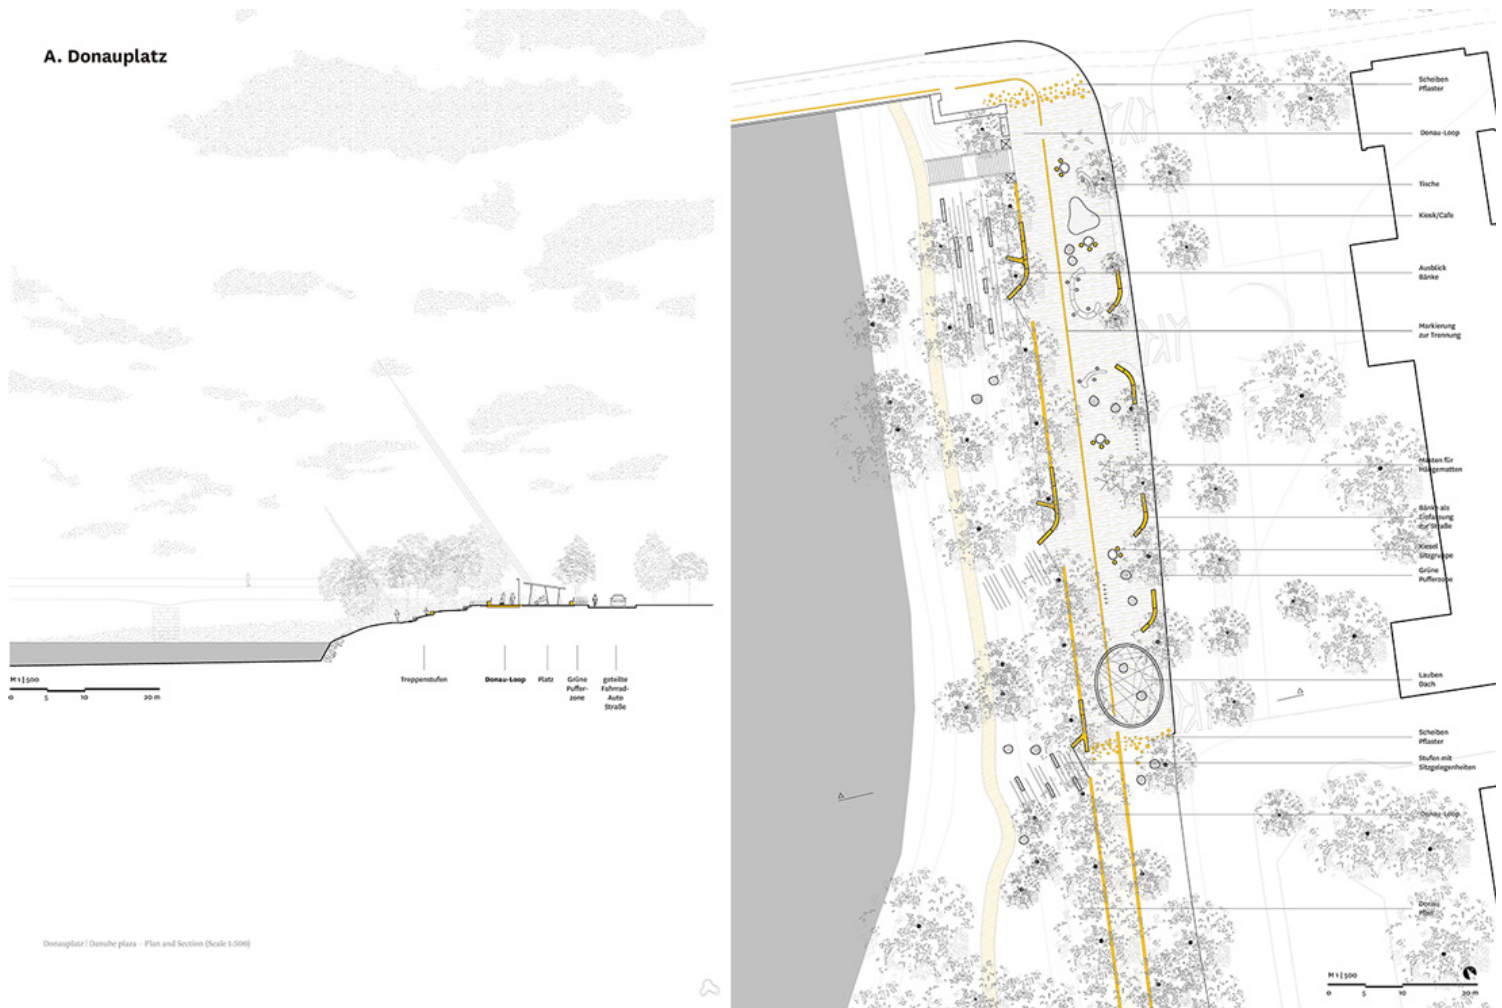 A. Donauplatz
M 1 | 500
0 5 10 20 m
Treppenstufen
Donau-Loop
Platz
Grüne
Puffer-
zone
geteilte
Fahrrad-
Auto
Straße
Donauplatz | Danube plaza - Plan and Section (Scale 1:500)
Scheiben
Pflaster
Donau-Loop
Tische
Kiosk/Cafe
Ausblick
Bänke
Markierung
zur Trennung
Masten für
Hängematten
Bänke als
Einfassung
zur Straße
Kiesel
Sitzgruppe
Grüne
Pufferzone
Lauben
Dach
Scheiben
Pflaster
Stufen mit
Sitzgelegenheiten
Donau-Loop
Donau
Pfad
M 1 | 500
0 5 10 20 m